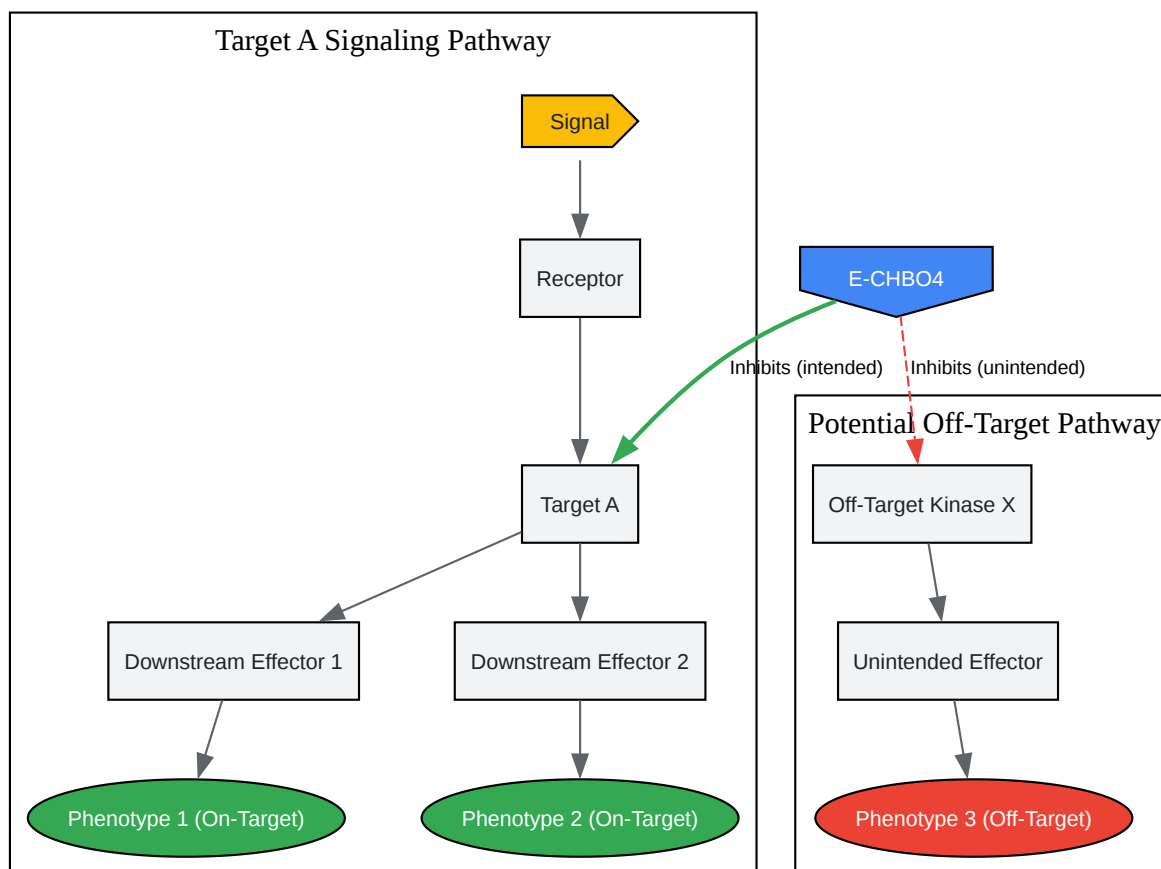 Target A Signaling Pathway
Signal
Receptor
E-CHBO4
Inhibits (intended)
Inhibits (unintended)
Potential Off-Target Pathway
Target A
Off-Target Kinase X
Downstream Effector 1
Downstream Effector 2
Unintended Effector
Phenotype 1 (On-Target)
Phenotype 2 (On-Target)
Phenotype 3 (Off-Target)